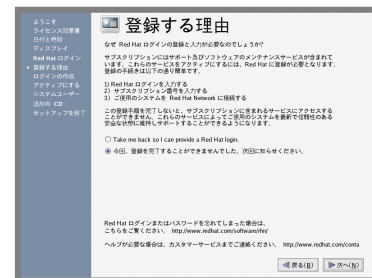 ようこそ
ライセンス同意書
日付と時刻
ディスプレイ
Red Hat ログイン
登録する理由
ログインの作成
アクティブにする
システムユーザー
追加の CD
セットアップを終了
登録する理由
なぜ Red Hat ログインの登録と入力が必要なのでしょうか?
サブスクリプションにはサポート及びソフトウェアのメンテナンスサービスが含まれて
います。これらのサービスをアクティブにするには、Red Hat に登録が必要となります。
登録の手続きは以下の通り簡単です。
1) Red Hat ログインを入力する
2) サブスクリプション番号を入力する
3) ご使用のシステムを Red Hat Network に接続する
この登録手順を完了しないと、サブスクリプションに含まれるサービスにアクセスする
ことができません。これらのサービスによってご使用のシステムを最新で信頼性のある
安全な状態に維持しサポートすることができるようになります。
Take me back so I can provide a Red Hat login.
今回、登録を完了することができませんでした。次回に知らせください。
Red Hat ログインまたはパスワードを忘れてしまった場合は、
こちらをご覧ください。 http://www.redhat.com/software/rhn/
ヘルプが必要な場合は、カスタマーサービスまでご連絡ください。 http://www.redhat.com/conta
戻る(B)
次へ(N)